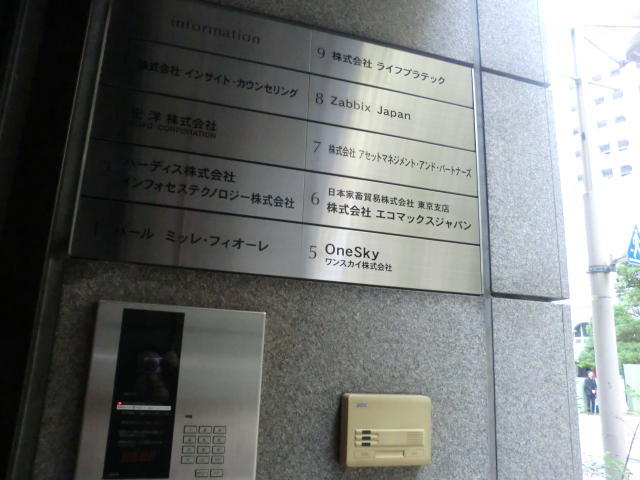 information
株式会社 インサイト・カウンセリング
宏洋 株式会社
CORPORATION
ハーディス株式会社
インフォセステクノロジー株式会社
バール ミッレ・フィオーレ
9 株式会社 ライフプラテック
8 Zabbix Japan
7 株式会社 アセットマネジメント・アンド・パートナーズ
6 日本家畜貿易株式会社 東京支店
株式会社 エコマックスジャパン
5 OneSky
ワンスカイ株式会社